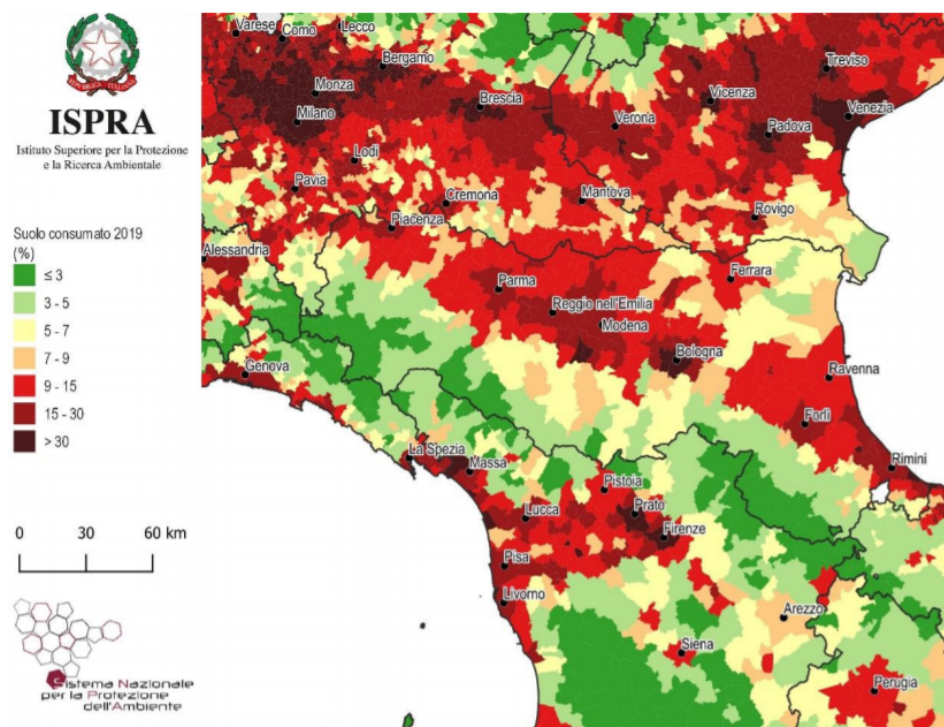 ISPRA
Istituto Superiore per la Protezione
e la Ricerca Ambientale
Suolo consumato 2019
(%)
≤ 3
3 - 5
5 - 7
7 - 9
9 - 15
15 - 30
> 30
0 30 60 km
Sistema Nazionale
per la Protezione
dell'Ambiente
Varese
Como
Lecco
Bergamo
Monza
Milano
Brescia
Lodi
Pavia
Cremona
Piacenza
Mantova
Verona
Vicenza
Treviso
Padova
Venezia
Rovigo
Alessandria
Parma
Reggio nell'Emilia
Modena
Bologna
Ferrara
Ravenna
Forlì
Rimini
Genova
La Spezia
Massa
Pistoia
Lucca
Prato
Firenze
Pisa
Livorno
Arezzo
Siena
Perugia